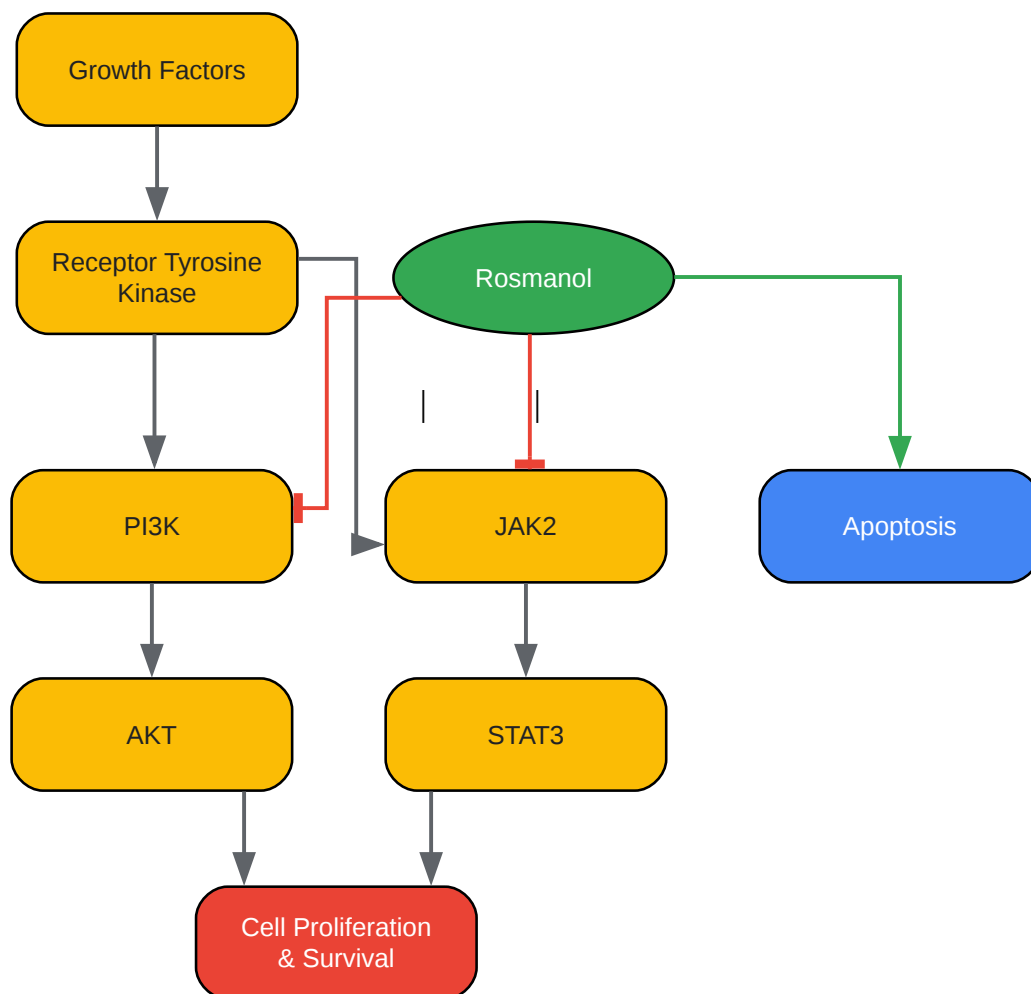 Growth Factors
Receptor Tyrosine
Kinase
Rosmanol
|
|
PI3K
JAK2
Apoptosis
AKT
STAT3
Cell Proliferation
& Survival